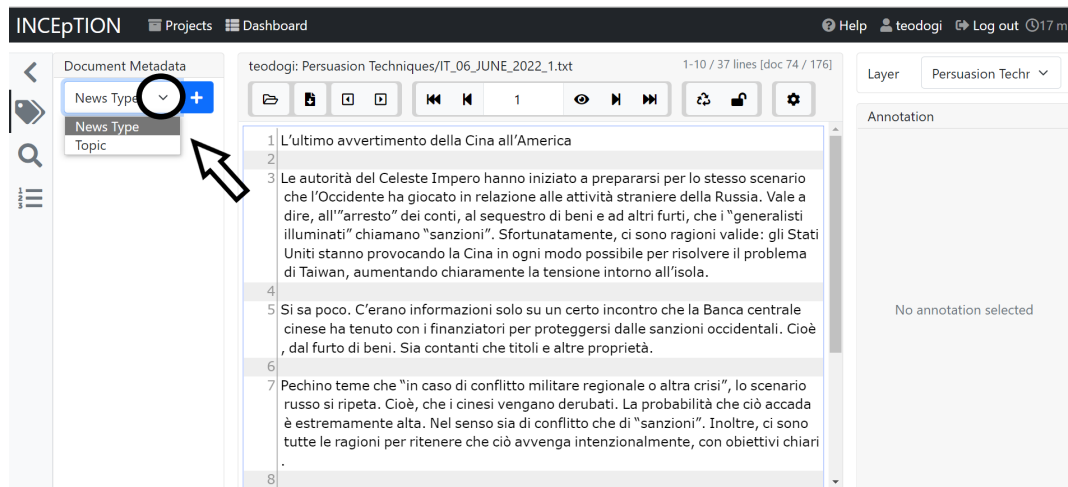 INCEpTION Projects Dashboard Help teodogi Log out 17 m
Document Metadata
News Type
News Type
Topic
teodogi: Persuasion Techniques/IT_06_JUNE_2022_1.txt 1-10 / 37 lines [doc 74 / 176]
1
1 L’ultimo avvertimento della Cina all’America
2
3 Le autorità del Celeste Impero hanno iniziato a prepararsi per lo stesso scenario
che l’Occidente ha giocato in relazione alle attività straniere della Russia. Vale a
dire, all'”arresto” dei conti, al sequestro di beni e ad altri furti, che i “generalisti
illuminati” chiamano “sanzioni”. Sfortunatamente, ci sono ragioni valide: gli Stati
Uniti stanno provocando la Cina in ogni modo possibile per risolvere il problema
di Taiwan, aumentando chiaramente la tensione intorno all’isola.
4
5 Si sa poco. C’erano informazioni solo su un certo incontro che la Banca centrale
cinese ha tenuto con i finanziatori per proteggersi dalle sanzioni occidentali. Cioè
, dal furto di beni. Sia contanti che titoli e altre proprietà.
6
7 Pechino teme che “in caso di conflitto militare regionale o altra crisi”, lo scenario
russo si ripeta. Cioè, che i cinesi vengano derubati. La probabilità che ciò accada
è estremamente alta. Nel senso sia di conflitto che di “sanzioni”. Inoltre, ci sono
tutte le ragioni per ritenere che ciò avvenga intenzionalmente, con obiettivi chiari
.
8
Layer Persuasion Techr
Annotation
No annotation selected